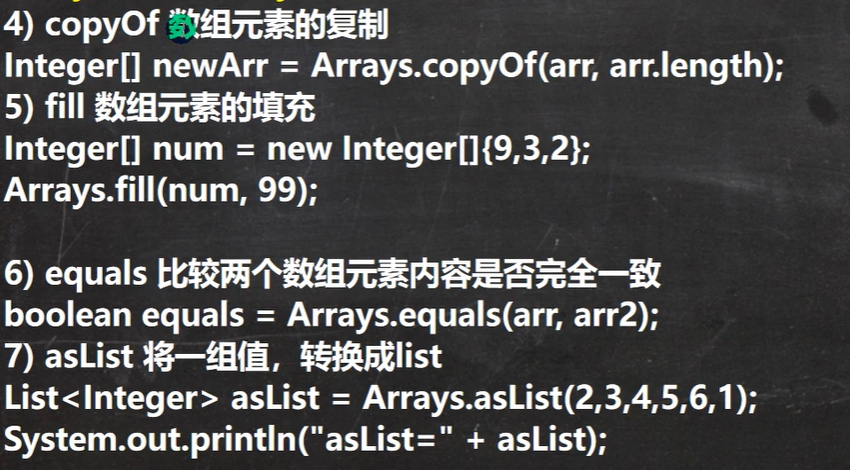 4) copyOf 数组元素的复制
Integer[] newArr = Arrays.copyOf(arr, arr.length);
5) fill 数组元素的填充
Integer[] num = new Integer[]{9,3,2};
Arrays.fill(num, 99);
6) equals 比较两个数组元素内容是否完全一致
boolean equals = Arrays.equals(arr, arr2);
7) asList 将一组值，转换成list
List<Integer> asList = Arrays.asList(2,3,4,5,6,1);
System.out.println("asList=" + asList);